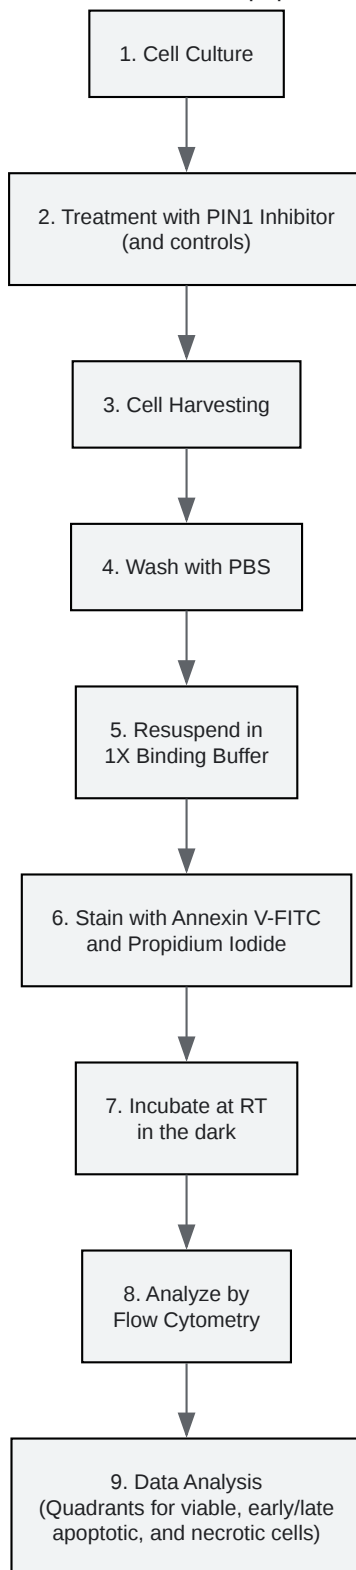 1. Cell Culture
2. Treatment with PIN1 Inhibitor
(and controls)
3. Cell Harvesting
4. Wash with PBS
5. Resuspend in
1X Binding Buffer
6. Stain with Annexin V-FITC
and Propidium Iodide
7. Incubate at RT
in the dark
8. Analyze by
Flow Cytometry
9. Data Analysis
(Quadrants for viable, early/late
apoptotic, and necrotic cells)